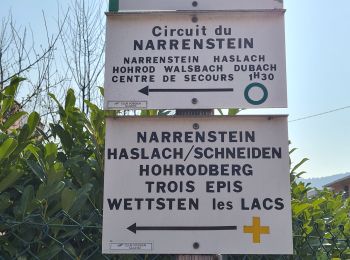 Circuit du
NARRENSTEIN
NARRENSTEIN HASLACH
HOHROD WALSBACH DUBACH
CENTRE DE SECOURS 1H30
NARRENSTEIN
HASLACH/SCHNEIDEN
HOHRODBERG
TROIS EPIS
WETTSTEN les LACS